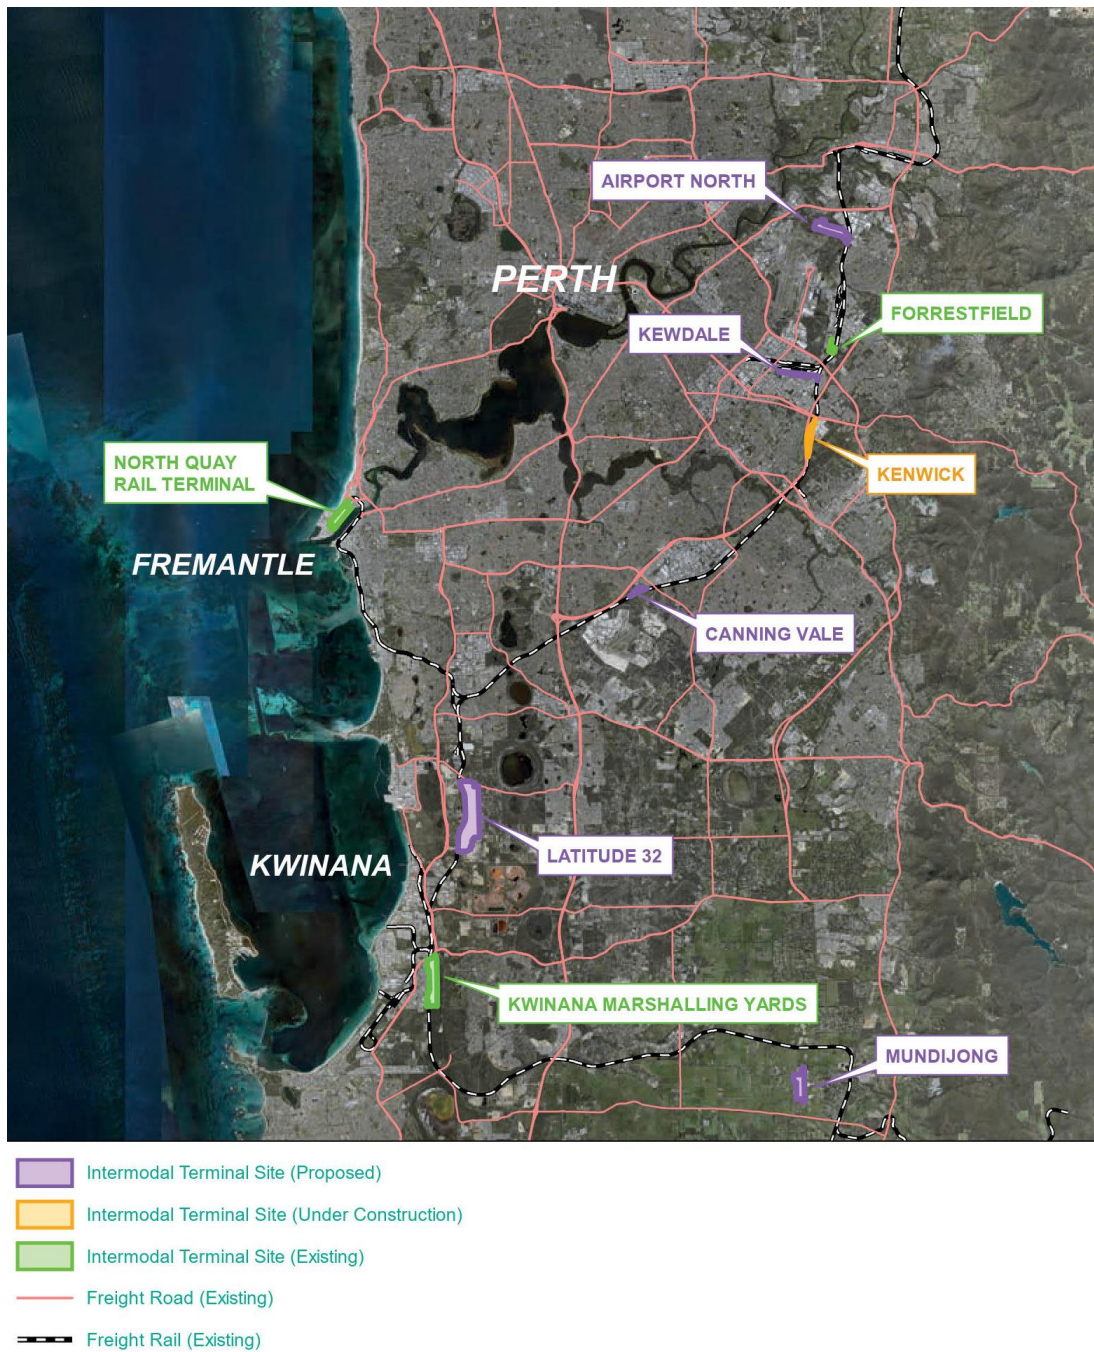 AIRPORT NORTH
PERTH
FORRESTFIELD
KEWDALE
NORTH QUAY
RAIL TERMINAL
KENWICK
FREMANTLE
CANNING VALE
LATITUDE 32
KWINANA
KWINANA MARSHALLING YARDS
MUNDIJONG
Intermodal Terminal Site (Proposed)
Intermodal Terminal Site (Under Construction)
Intermodal Terminal Site (Existing)
Freight Road (Existing)
Freight Rail (Existing)